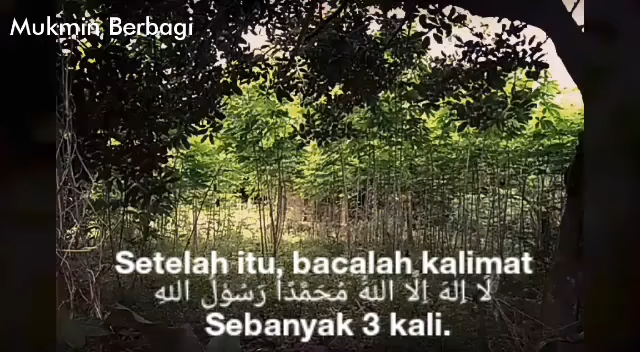 Mukmin Berbagi
Setelah itu, bacalah kalimat
لَا اِلٰهَ اِلَّا اللهُ مُحَمَّدًا رَسُوْلُ اللهِ
Sebanyak 3 kali.